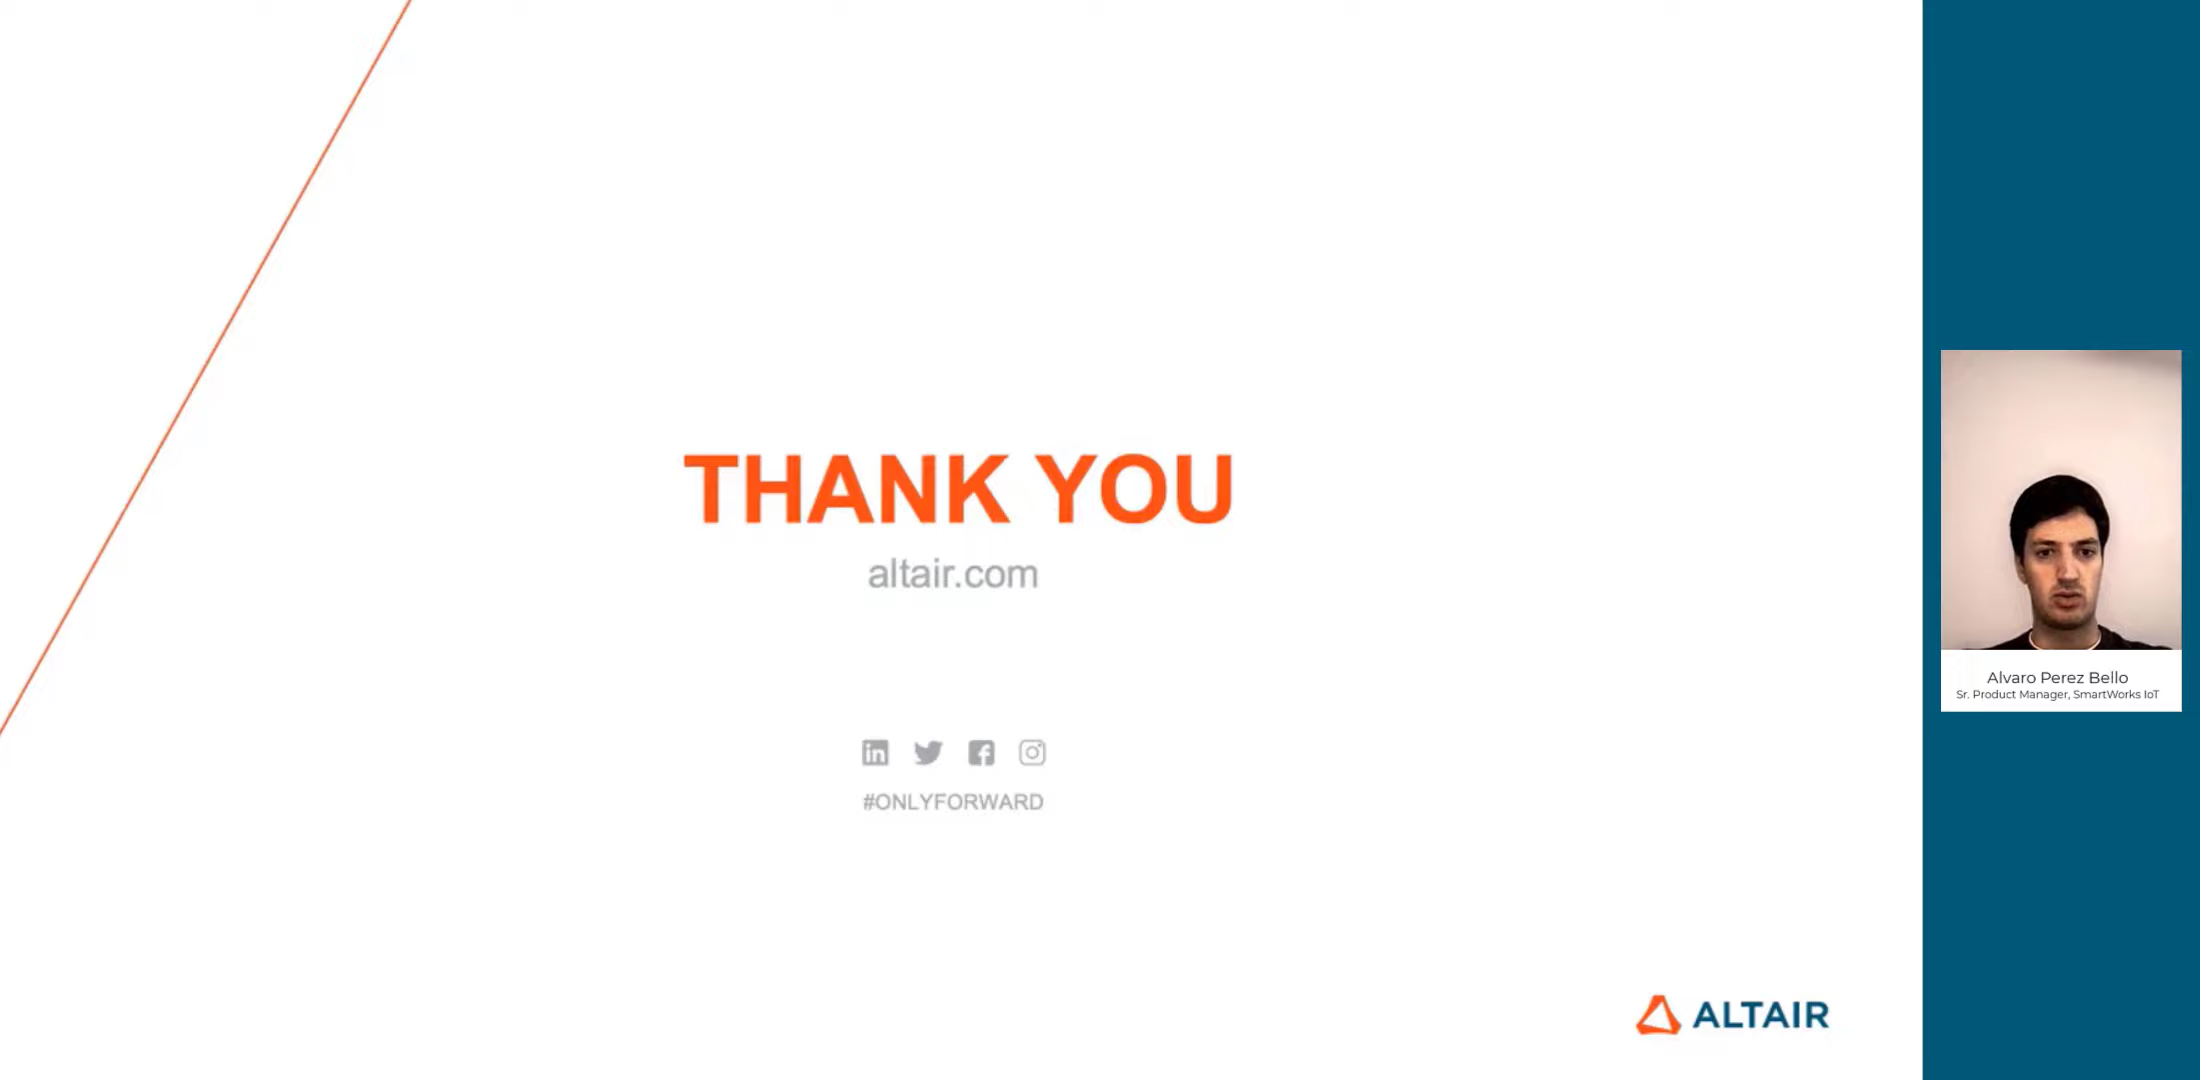 THANK YOU
altair.com
#ONLYFORWARD
ALTAIR
Alvaro Perez Bello
Sr. Product Manager, SmartWorks IoT